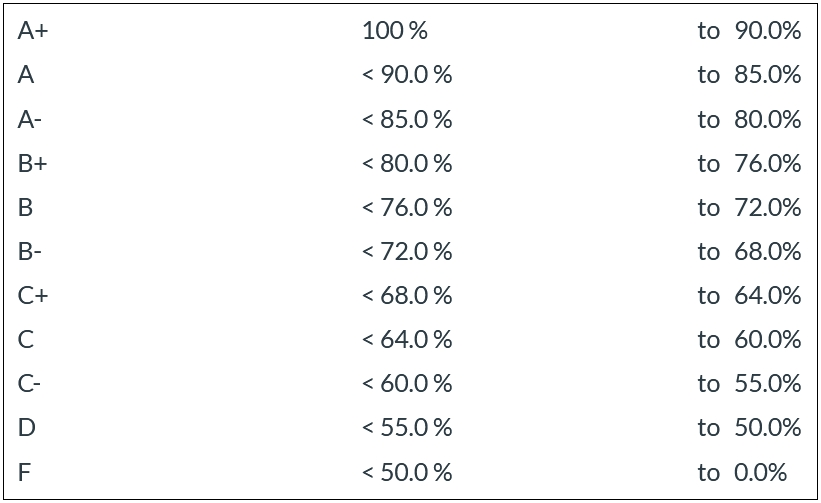 A+ 100 % to 90.0%
A < 90.0 % to 85.0%
A- < 85.0 % to 80.0%
B+ < 80.0 % to 76.0%
B < 76.0 % to 72.0%
B- < 72.0 % to 68.0%
C+ < 68.0 % to 64.0%
C < 64.0 % to 60.0%
C- < 60.0 % to 55.0%
D < 55.0 % to 50.0%
F < 50.0 % to 0.0%